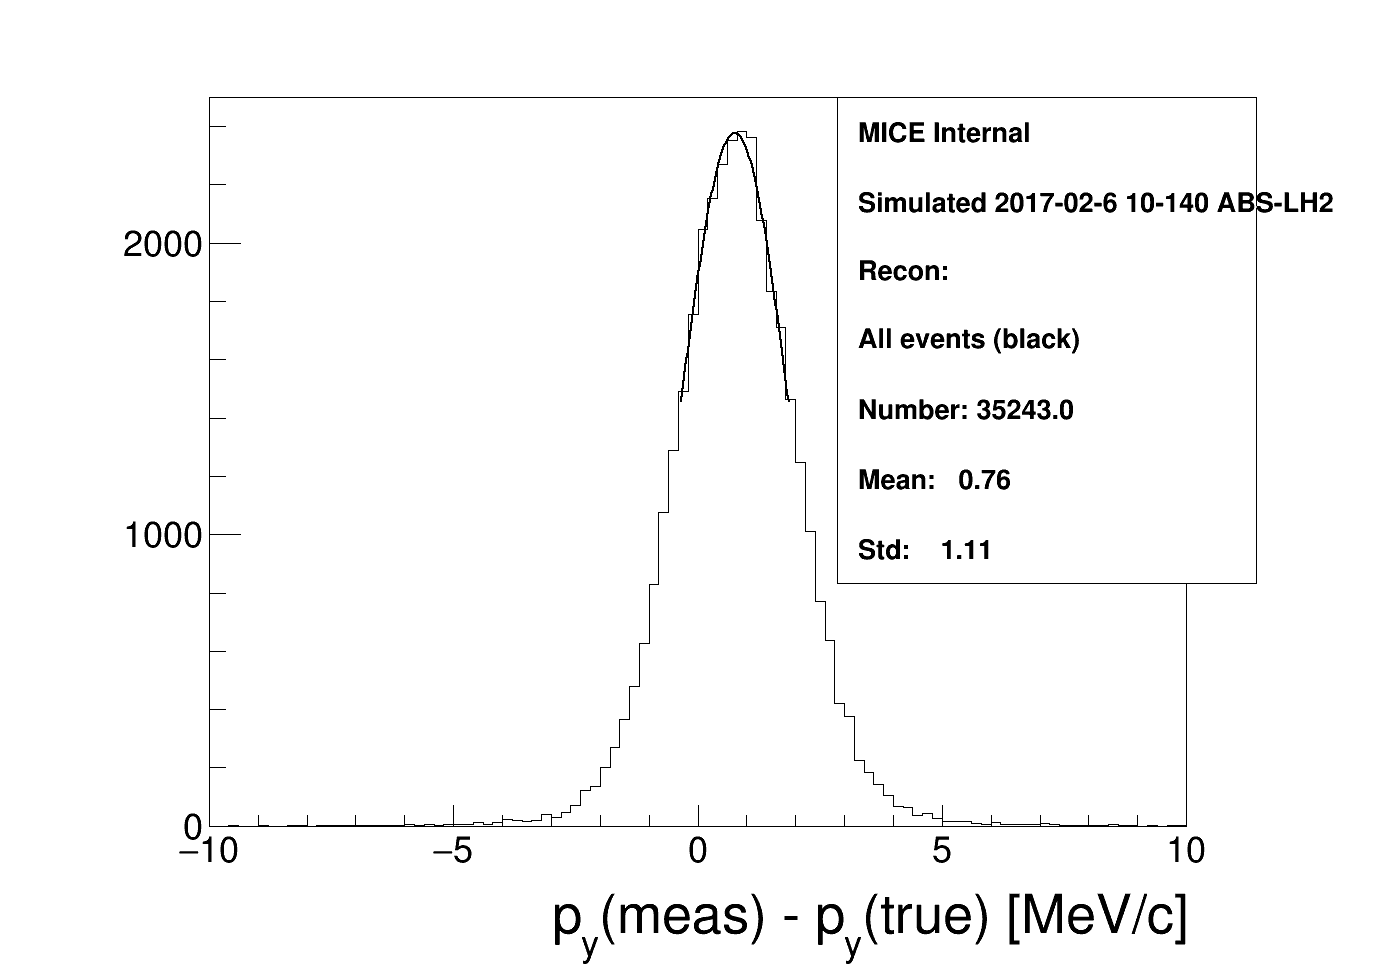 MICE Internal
Simulated 2017-02-6 10-140 ABS-LH2
Recon:
All events (black)
Number: 35243.0
Mean: 0.76
Std: 1.11
2000
1000
0
−10 −5 0 5 10
py(meas) - py(true) [MeV/c]